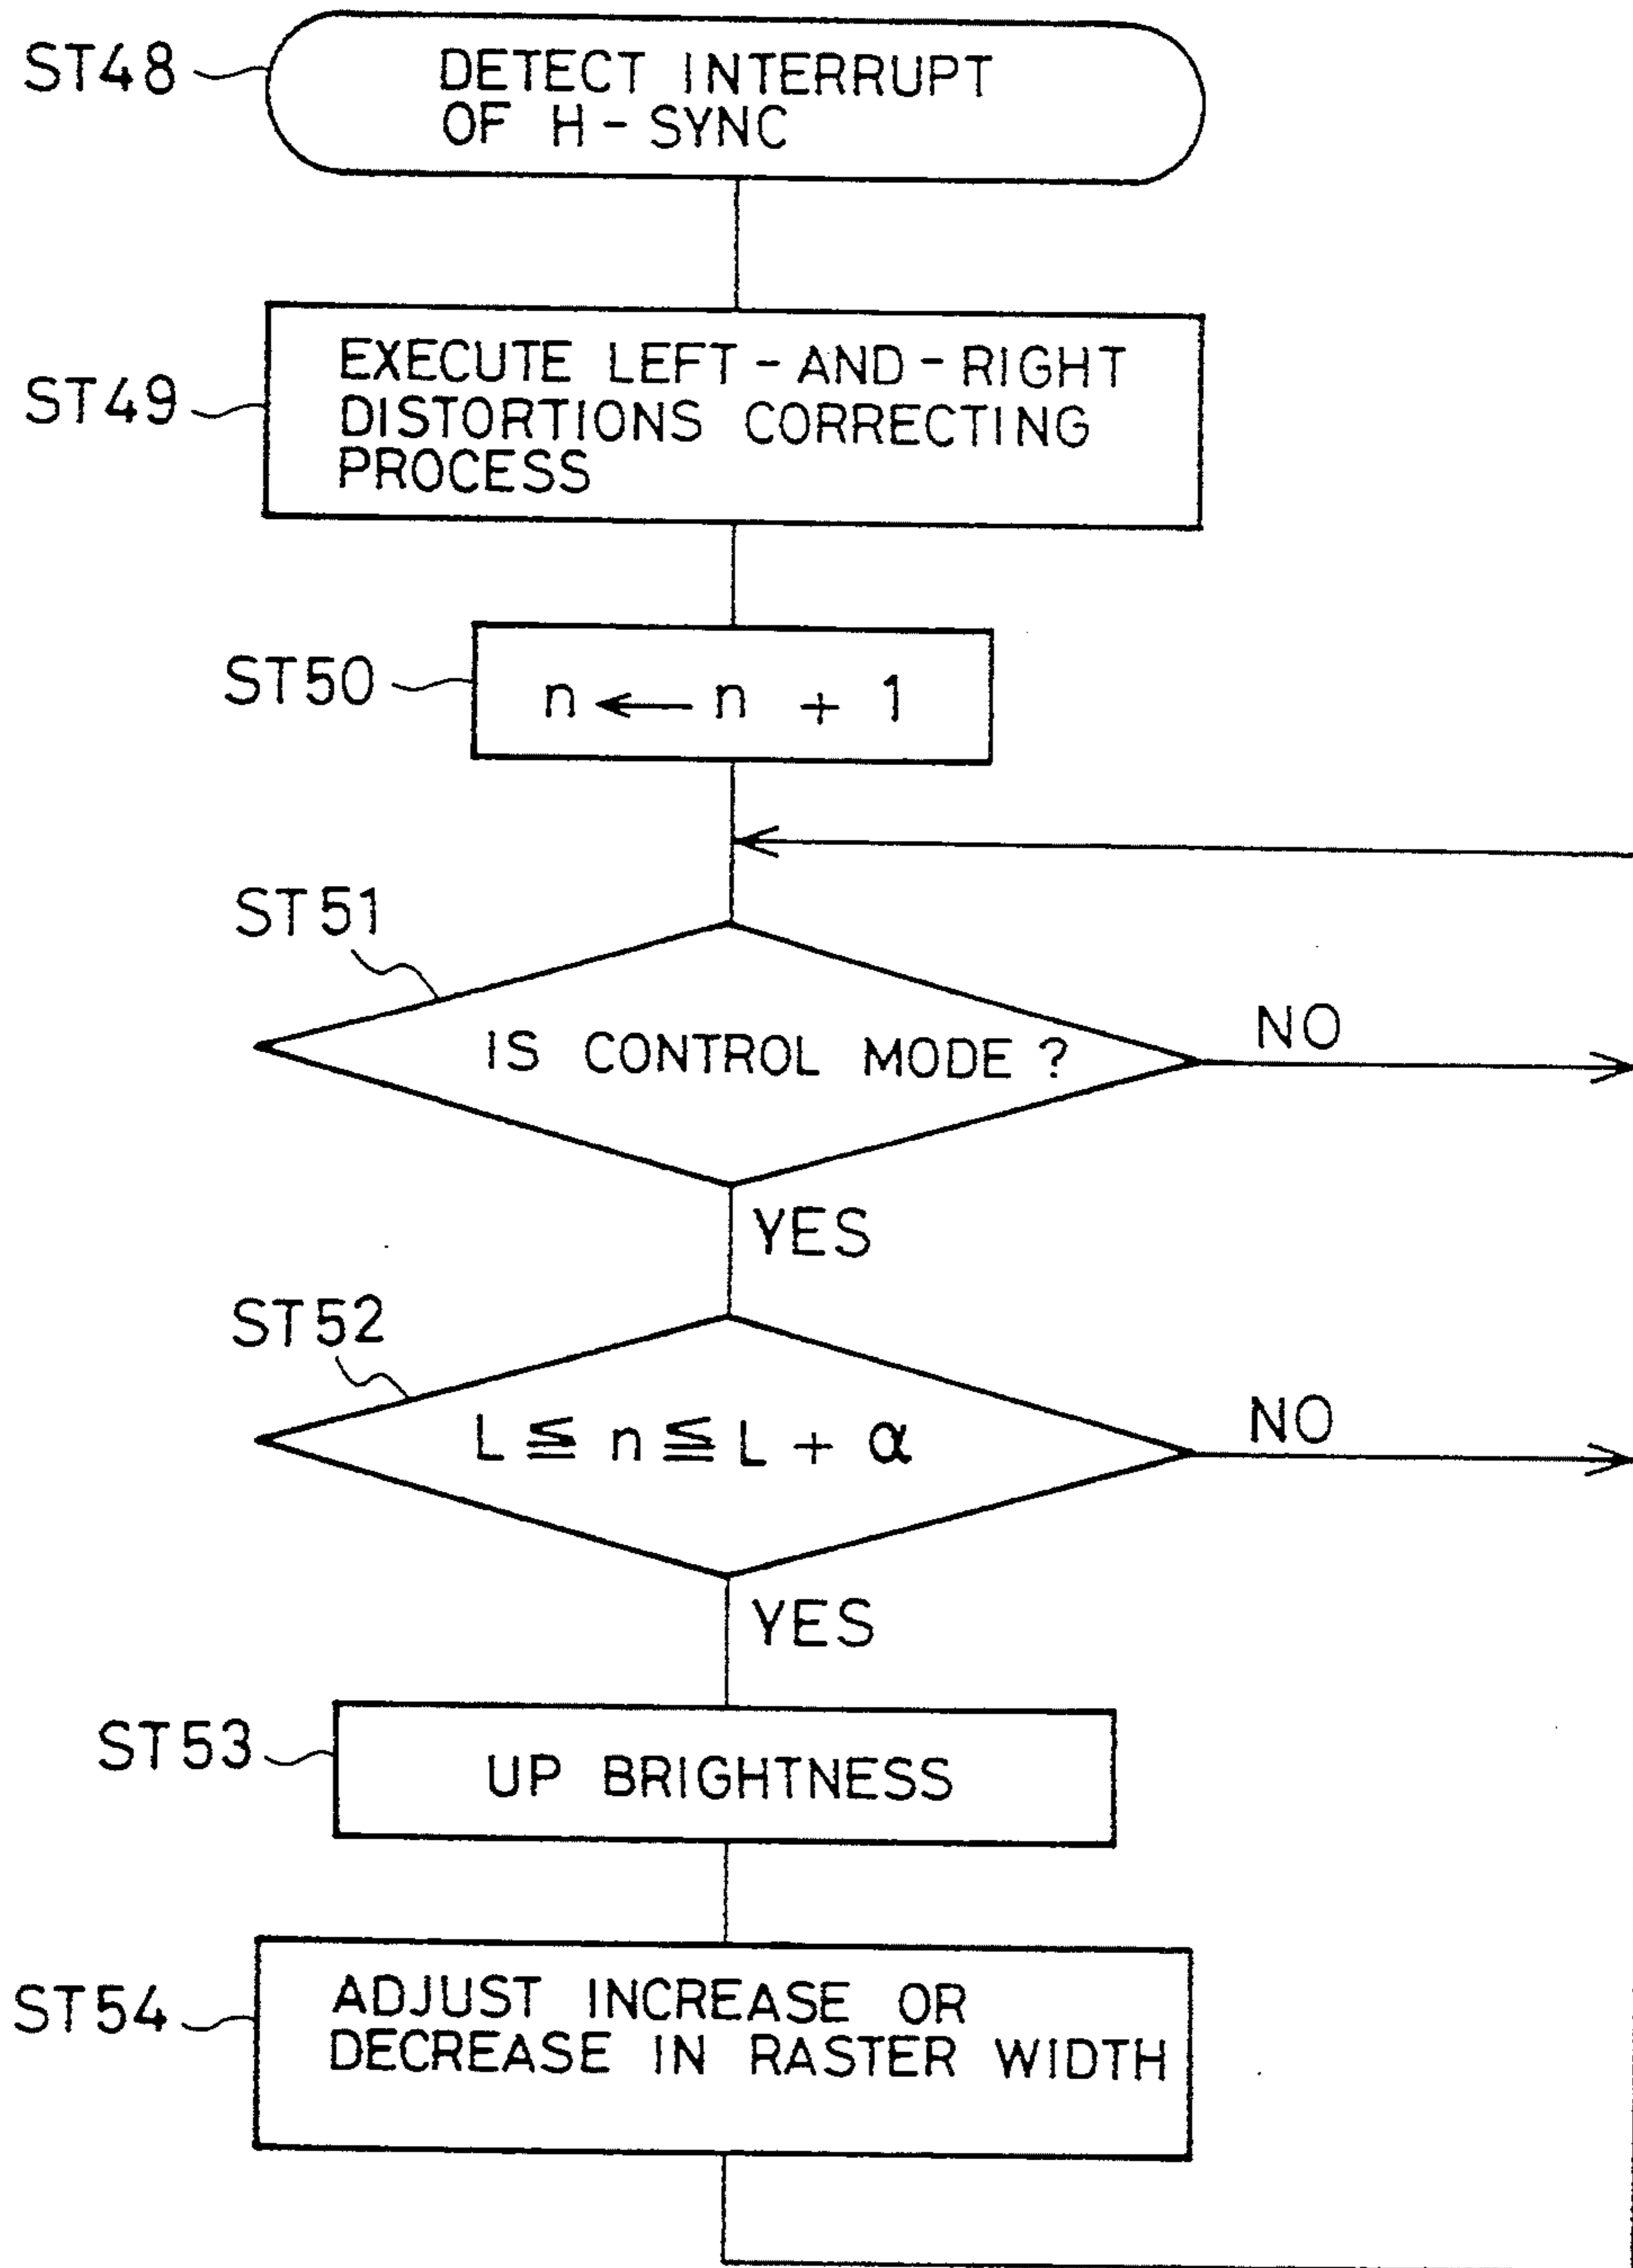 ST48
DETECT INTERRUPT
OF H-SYNC
ST49
EXECUTE LEFT-AND-RIGHT
DISTORTIONS CORRECTING
PROCESS
ST50
n ← n + 1
ST51
IS CONTROL MODE ?
NO
YES
ST52
L ≦ n ≦ L + α
NO
YES
ST53
UP BRIGHTNESS
ST54
ADJUST INCREASE OR
DECREASE IN RASTER WIDTH